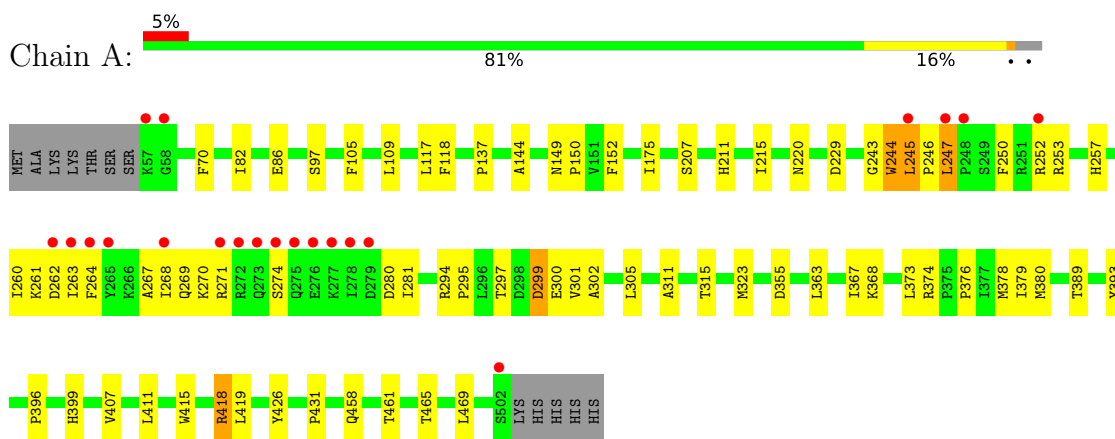 5%
Chain A:
81% 16% • •
MET ALA LYS LYS THR SER SER K57 G58 F70 I82 E86 S97 F105 L109 L117 F118 P137 A144 N149 P150 V151 F152 I175 S207 H211 I215 N220 D229 G243 W244 L245 P246 L247 P248 S249 F250 R251 R252 R253 H257
I260 K261 D262 I263 F264 Y265 K266 A267 I268 Q269 K270 R271 R272 Q273 S274 Q275 E276 K277 I278 D279 D280 I281 R294 P295 L296 T297 D298 D299 E300 V301 A302 L305 A311 T315 M323 D355 L363 I367 K368 L373 R374 P375 P376 I377 M378 I379 M380 T389
P396 H399 V407 L411 W415 R418 L419 Y426 P431 Q458 T461 T465 L469 S502 LYS HIS HIS HIS HIS